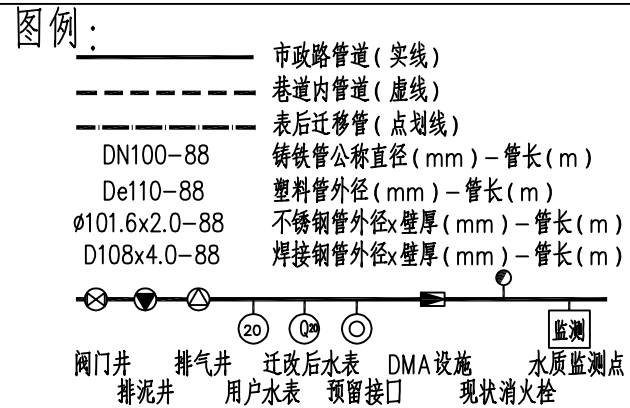 图例：
市政路管道(实线)
巷道内管道(虚线)
表后迁移管(点划线)
DN100-88 铸铁管公称直径(mm)-管长(m)
De110-88 塑料管外径(mm)-管长(m)
Ø101.6x2.0-88 不锈钢管外径x壁厚(mm)-管长(m)
D108x4.0-88 焊接钢管外径x壁厚(mm)-管长(m)
20 Q20 监测
阀门井 排气井 迁改后水表 DMA设施 水质监测点
排泥井 用户水表 预留接口 现状消火栓